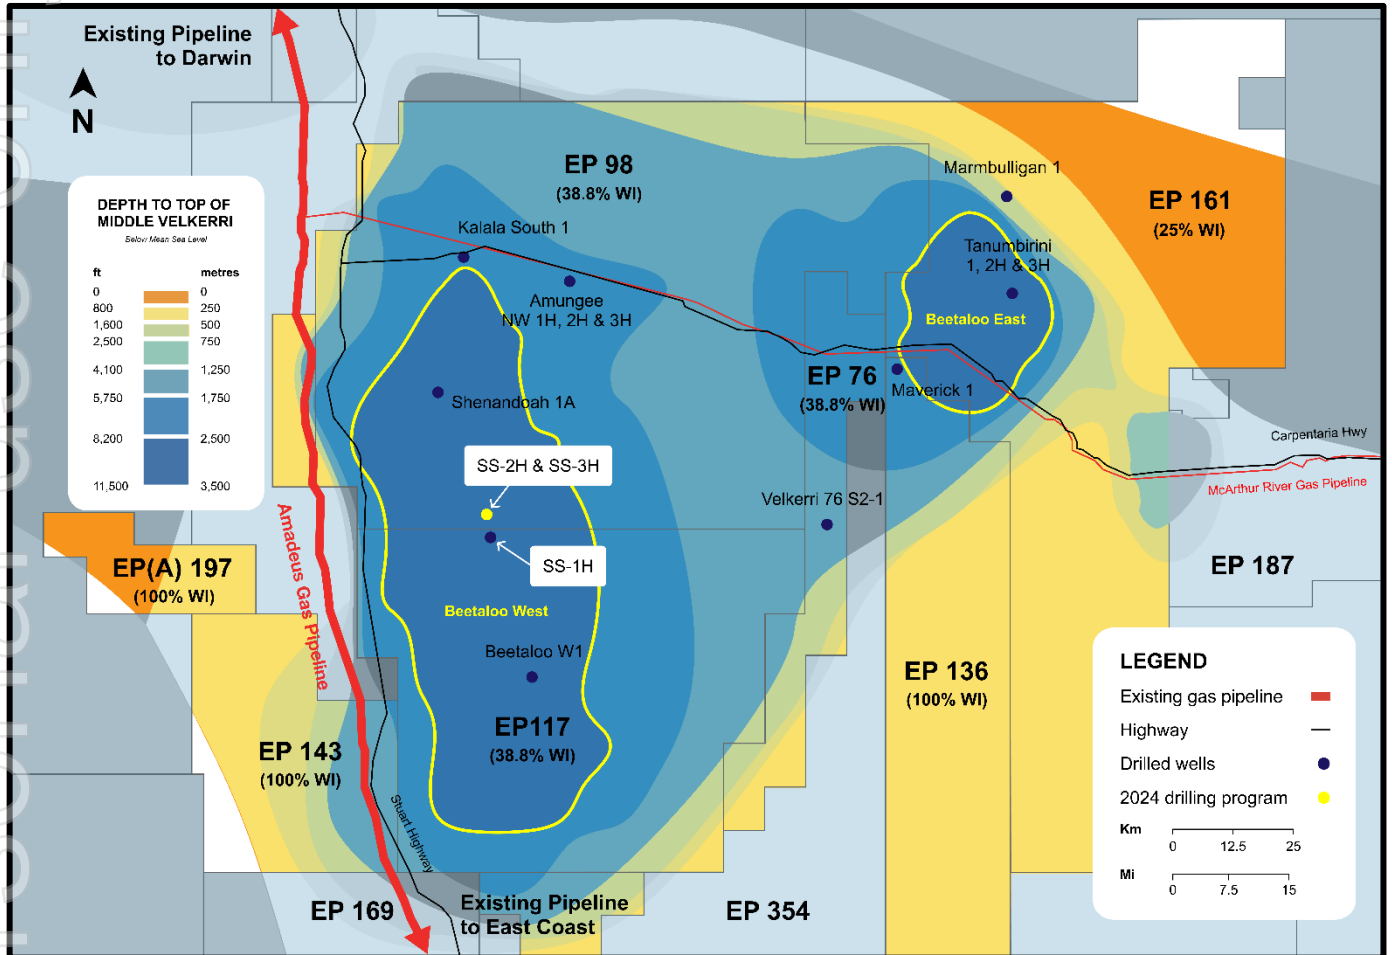 Existing Pipeline
to Darwin
N
DEPTH TO TOP OF
MIDDLE VELKERRI
Below Mean Sea Level
ft metres
0 0
800 250
1,600 500
2,500 750
4,100 1,250
5,750 1,750
8,200 2,500
11,500 3,500
EP 98
(38.8% WI)
Marmbulligan 1
EP 161
(25% WI)
Kalala South 1
Tanumbirini
1, 2H & 3H
Amungee
NW 1H, 2H & 3H
Beetaloo East
EP 76
(38.8% WI)
Maverick 1
Shenandoah 1A
Carpentaria Hwy
McArthur River Gas Pipeline
SS-2H & SS-3H
Velkerri 76 S2-1
SS-1H
EP 187
EP(A) 197
(100% WI)
Amadeus Gas Pipeline
Beetaloo West
Beetaloo W1
EP 136
(100% WI)
EP117
(38.8% WI)
EP 143
(100% WI)
Stuart Highway
LEGEND
Existing gas pipeline
Highway
Drilled wells
2024 drilling program
Km
0 12.5 25
Mi
0 7.5 15
EP 169
Existing Pipeline
to East Coast
EP 354